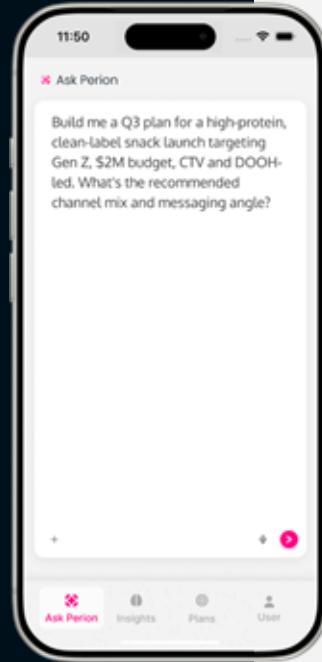 11:50
Ask Perion
Build me a Q3 plan for a high-protein,
clean-label snack launch targeting
Gen Z, $2M budget, CTV and DOOH-
led. What's the recommended
channel mix and messaging angle?
Ask Perion Insights Plans User